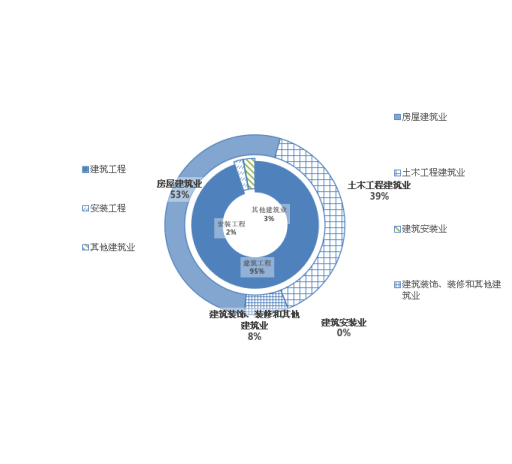 房屋建筑业
建筑工程
土木工程建筑业
房屋建筑业
53%
土木工程建筑业
39%
安装工程
其他建筑业
3%
安装工程
2%
建筑安装业
其他建筑业
建筑工程
95%
建筑装饰、装修和其他建
筑业
建筑装饰、装修和其他
建筑业
8%
建筑安装业
0%